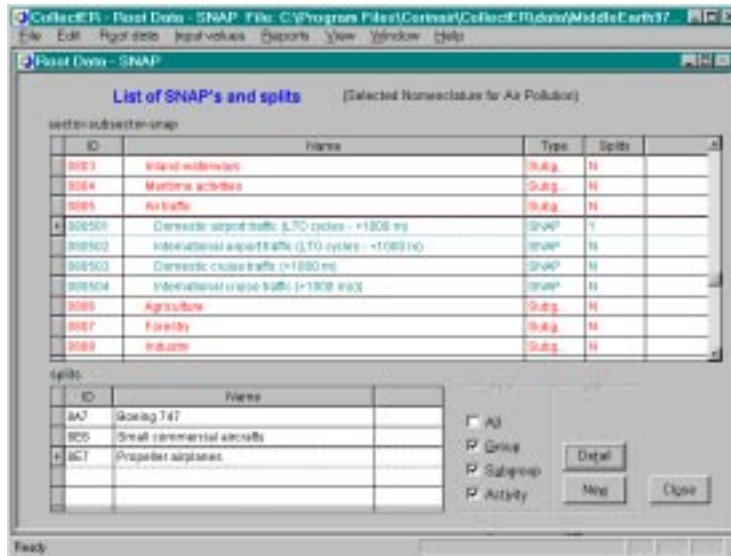 CollectER - Root Data - SNAP File: C:\Program Files\Corinair\CollectER\data\MiddleEarth97
File Edit Root data Input values Reports View Window Help
Root Data - SNAP
List of SNAP's and splits (Selected Nomenclature for Air Pollution)
sector-subsector-snap
ID Name Type Splits
0803 Inland waterways Subg.. N
0804 Maritime activities Subg.. N
0805 Air traffic Subg.. N
080501 Domestic airport traffic (LTO cycles - <1000 m) SNAP Y
080502 International airport traffic (LTO cycles - <1000 m) SNAP N
080503 Domestic cruise traffic (>1000 m) SNAP N
080504 International cruise traffic (>1000 m) SNAP N
0806 Agriculture Subg.. N
0807 Forestry Subg.. N
0808 Industry Subg.. N
splits
ID Name
Boeing 747
Small commercial aircrafts
Propeller airplanes
All
Group
Subgroup
Activity
Detail
New
Close
Ready